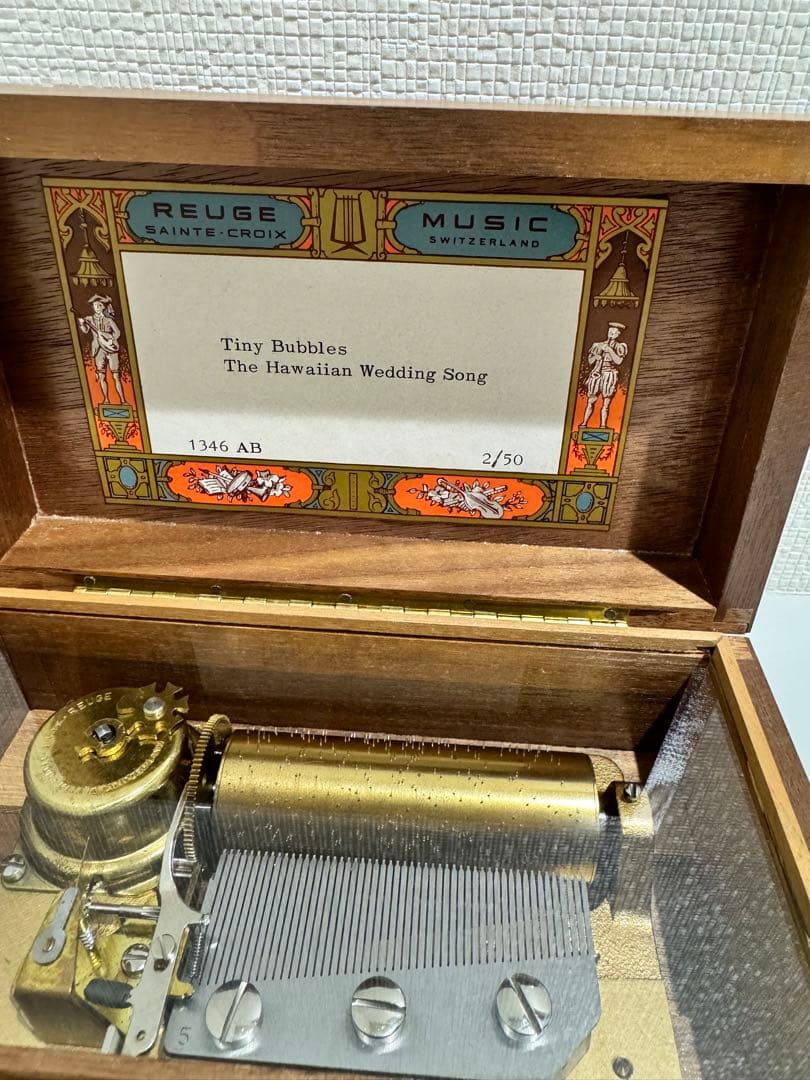 REUGE
SAINTE-CROIX
MUSIC
SWITZERLAND
Tiny Bubbles
The Hawaiian Wedding Song
1346 AB
2/50
REUGE
5